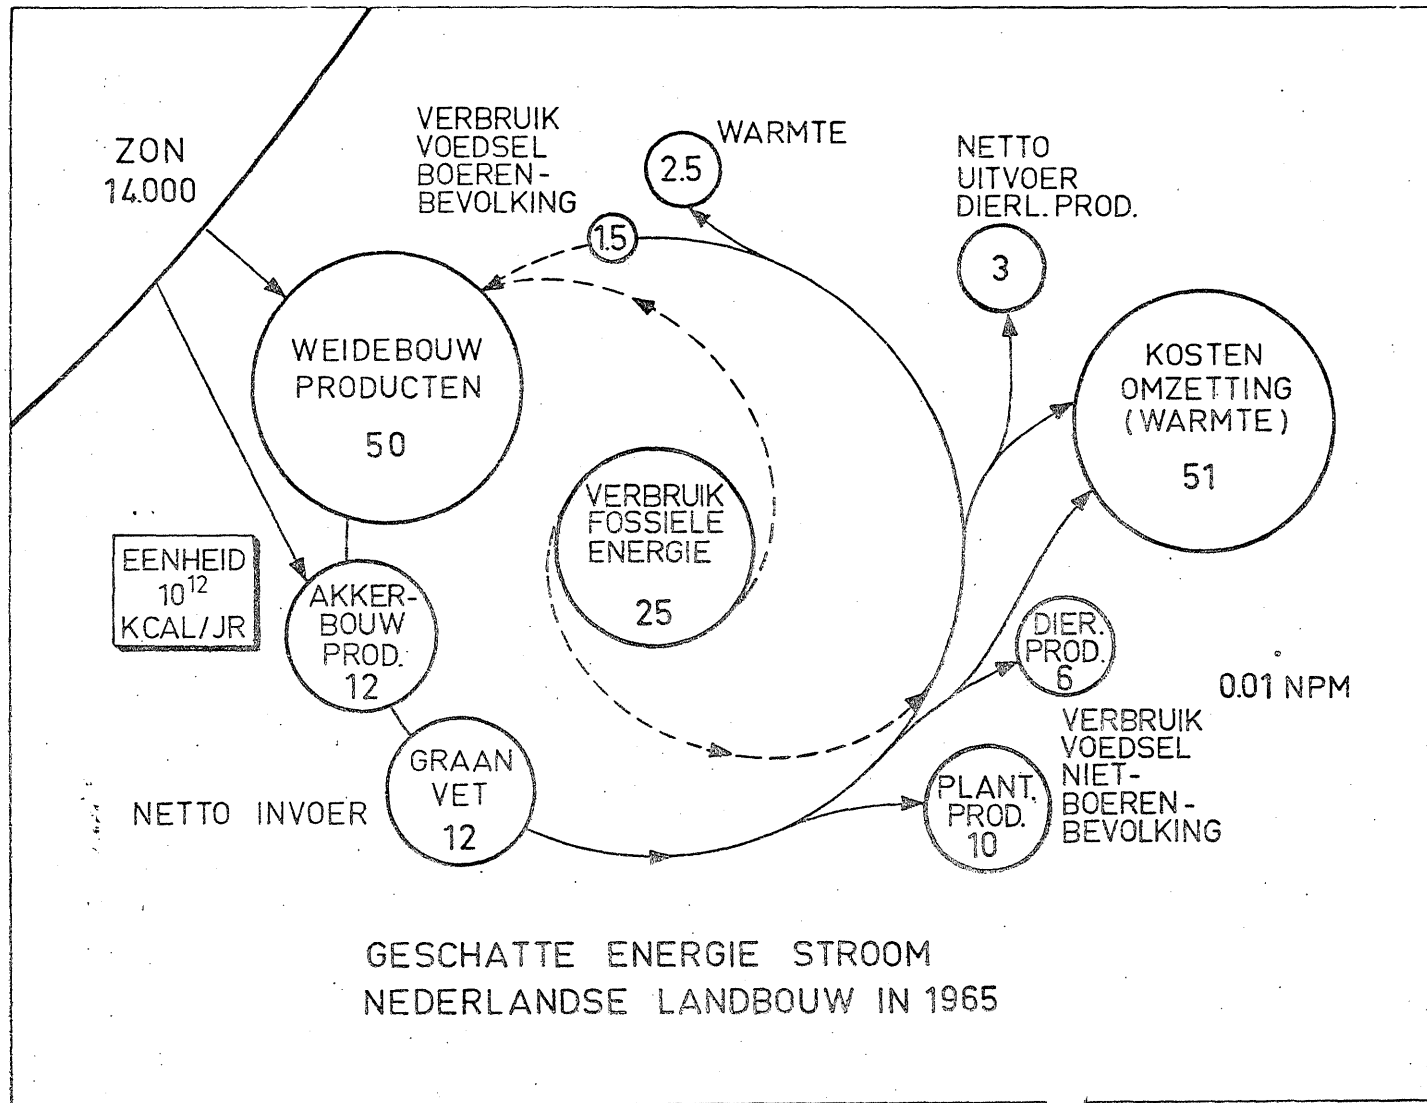 ZON
14.000
VERBRUIK
VOEDSEL
BOEREN-
BEVOLKING
1.5
2.5
WARMTE
NETTO
UITVOER
DIERL. PROD.
3
WEIDEBOUW
PRODUCTEN
50
KOSTEN
OMZETTING
(WARMTE)
51
VERBRUIK
FOSSIELE
ENERGIE
25
EENHEID
10¹²
KCAL/JR
AKKER-
BOUW
PROD.
12
DIER.
PROD.
6
0.01 NPM
GRAAN
VET
12
NETTO INVOER
PLANT.
PROD.
10
VERBRUIK
VOEDSEL
NIET-
BOEREN-
BEVOLKING
GESCHATTE ENERGIE STROOM
NEDERLANDSE LANDBOUW IN 1965